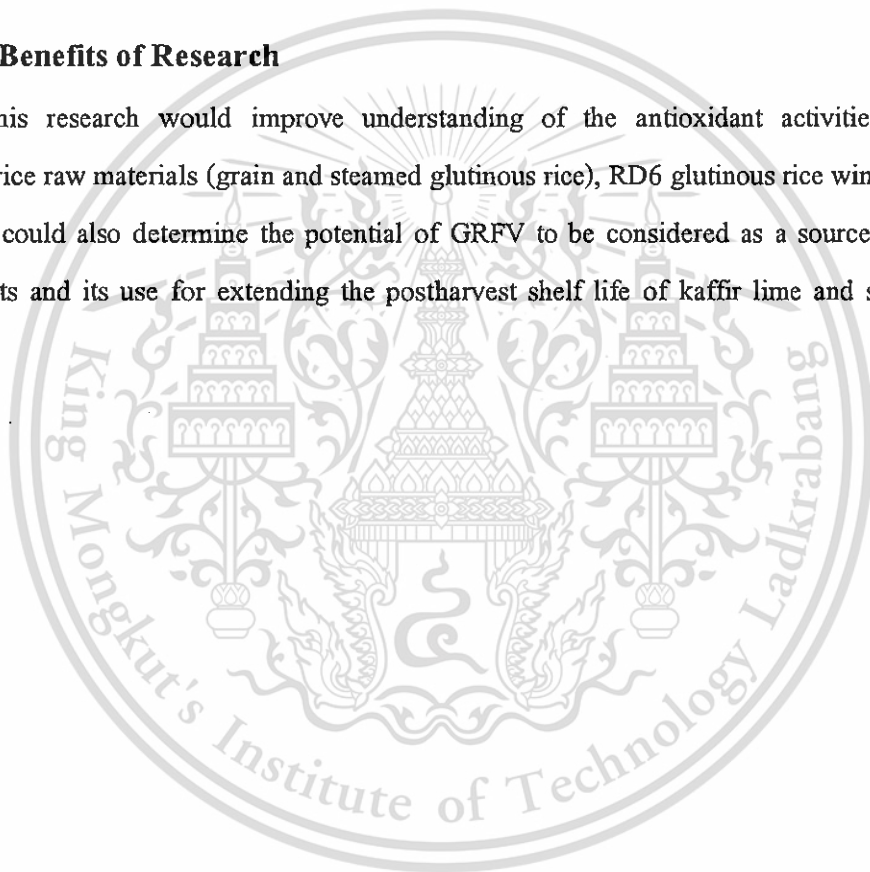 Benefits of Research
his research would improve understanding of the antioxidant activitie
rice raw materials (grain and steamed glutinous rice), RD6 glutinous rice win
could also determine the potential of GRFV to be considered as a source
ts and its use for extending the postharvest shelf life of kaffir lime and s
King Mongkut's Institute of Technology Ladkrabang